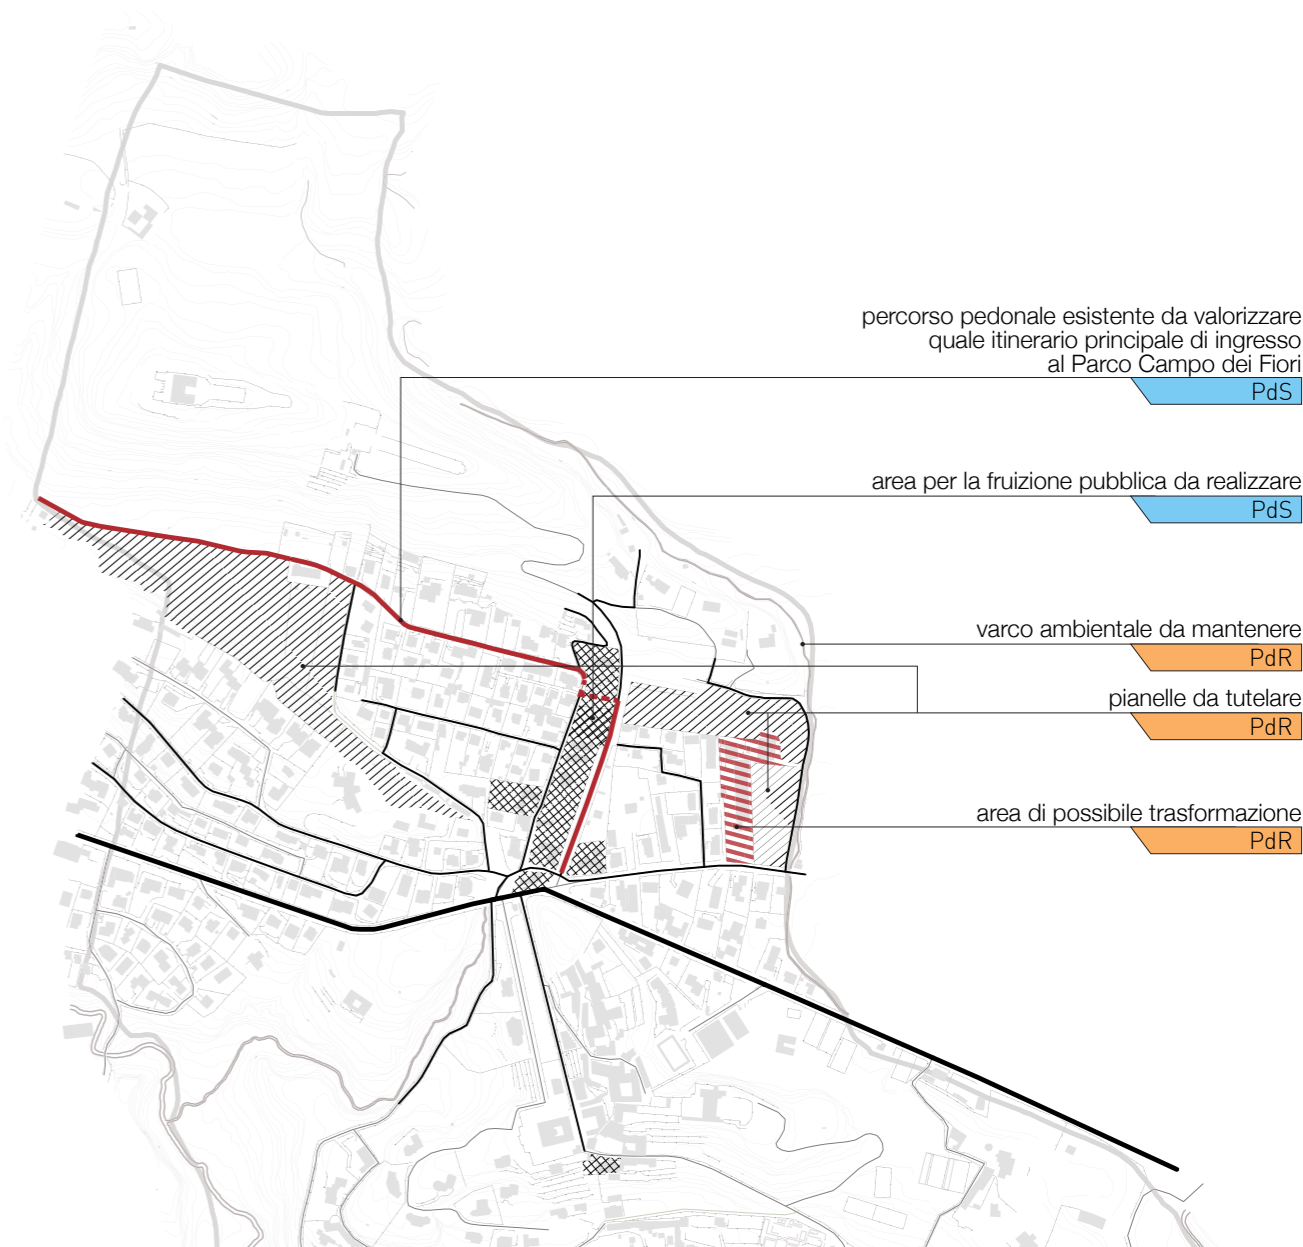 percorso pedonale esistente da valorizzare
quale itinerario principale di ingresso
al Parco Campo dei Fiori
PdS
area per la fruizione pubblica da realizzare
PdS
varco ambientale da mantenere
PdR
pianelle da tutelare
PdR
area di possibile trasformazione
PdR